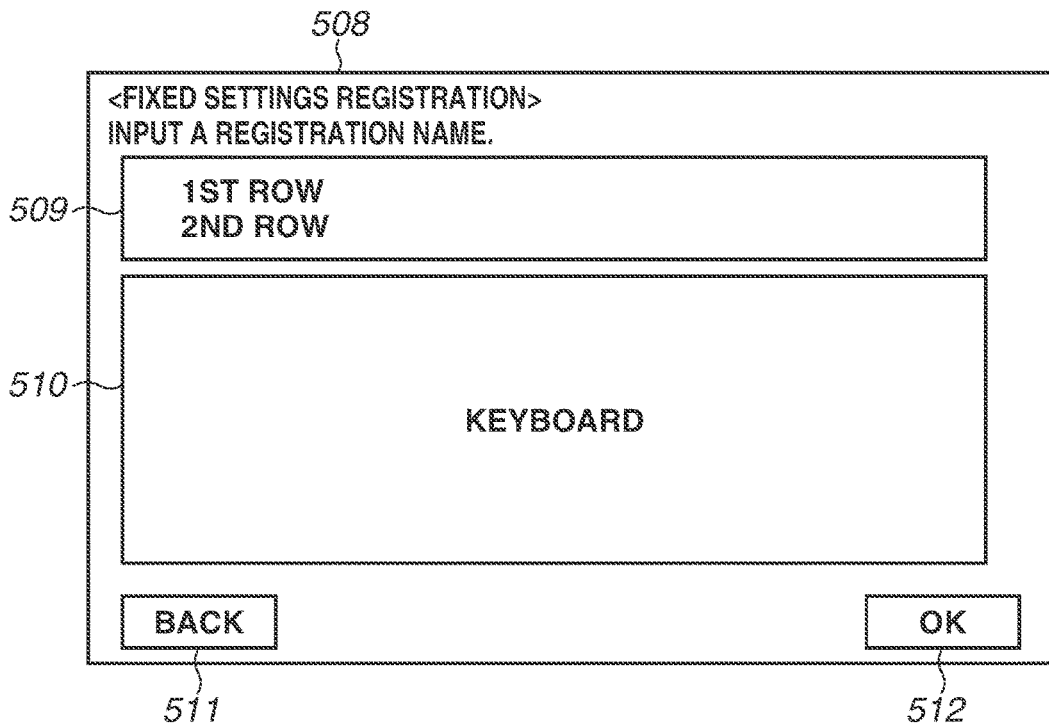 508
<FIXED SETTINGS REGISTRATION>
INPUT A REGISTRATION NAME.
509
1ST ROW
2ND ROW
510
KEYBOARD
BACK
OK
511
512